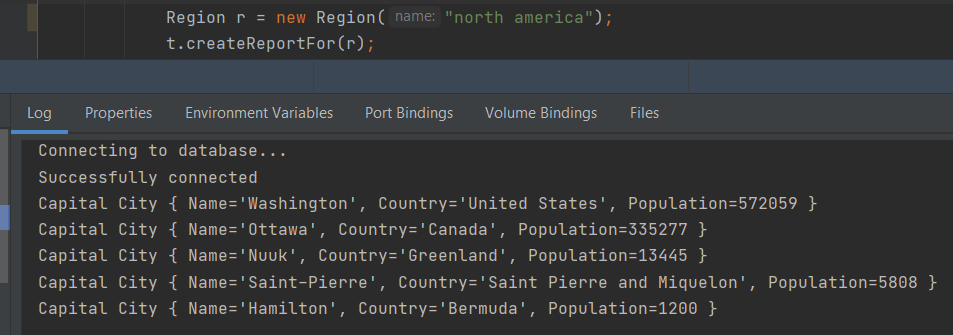 Region r = new Region( name: "north america");
t.createReportFor(r);
Log Properties Environment Variables Port Bindings Volume Bindings Files
Connecting to database...
Successfully connected
Capital City { Name='Washington', Country='United States', Population=572059 }
Capital City { Name='Ottawa', Country='Canada', Population=335277 }
Capital City { Name='Nuuk', Country='Greenland', Population=13445 }
Capital City { Name='Saint-Pierre', Country='Saint Pierre and Miquelon', Population=5808 }
Capital City { Name='Hamilton', Country='Bermuda', Population=1200 }